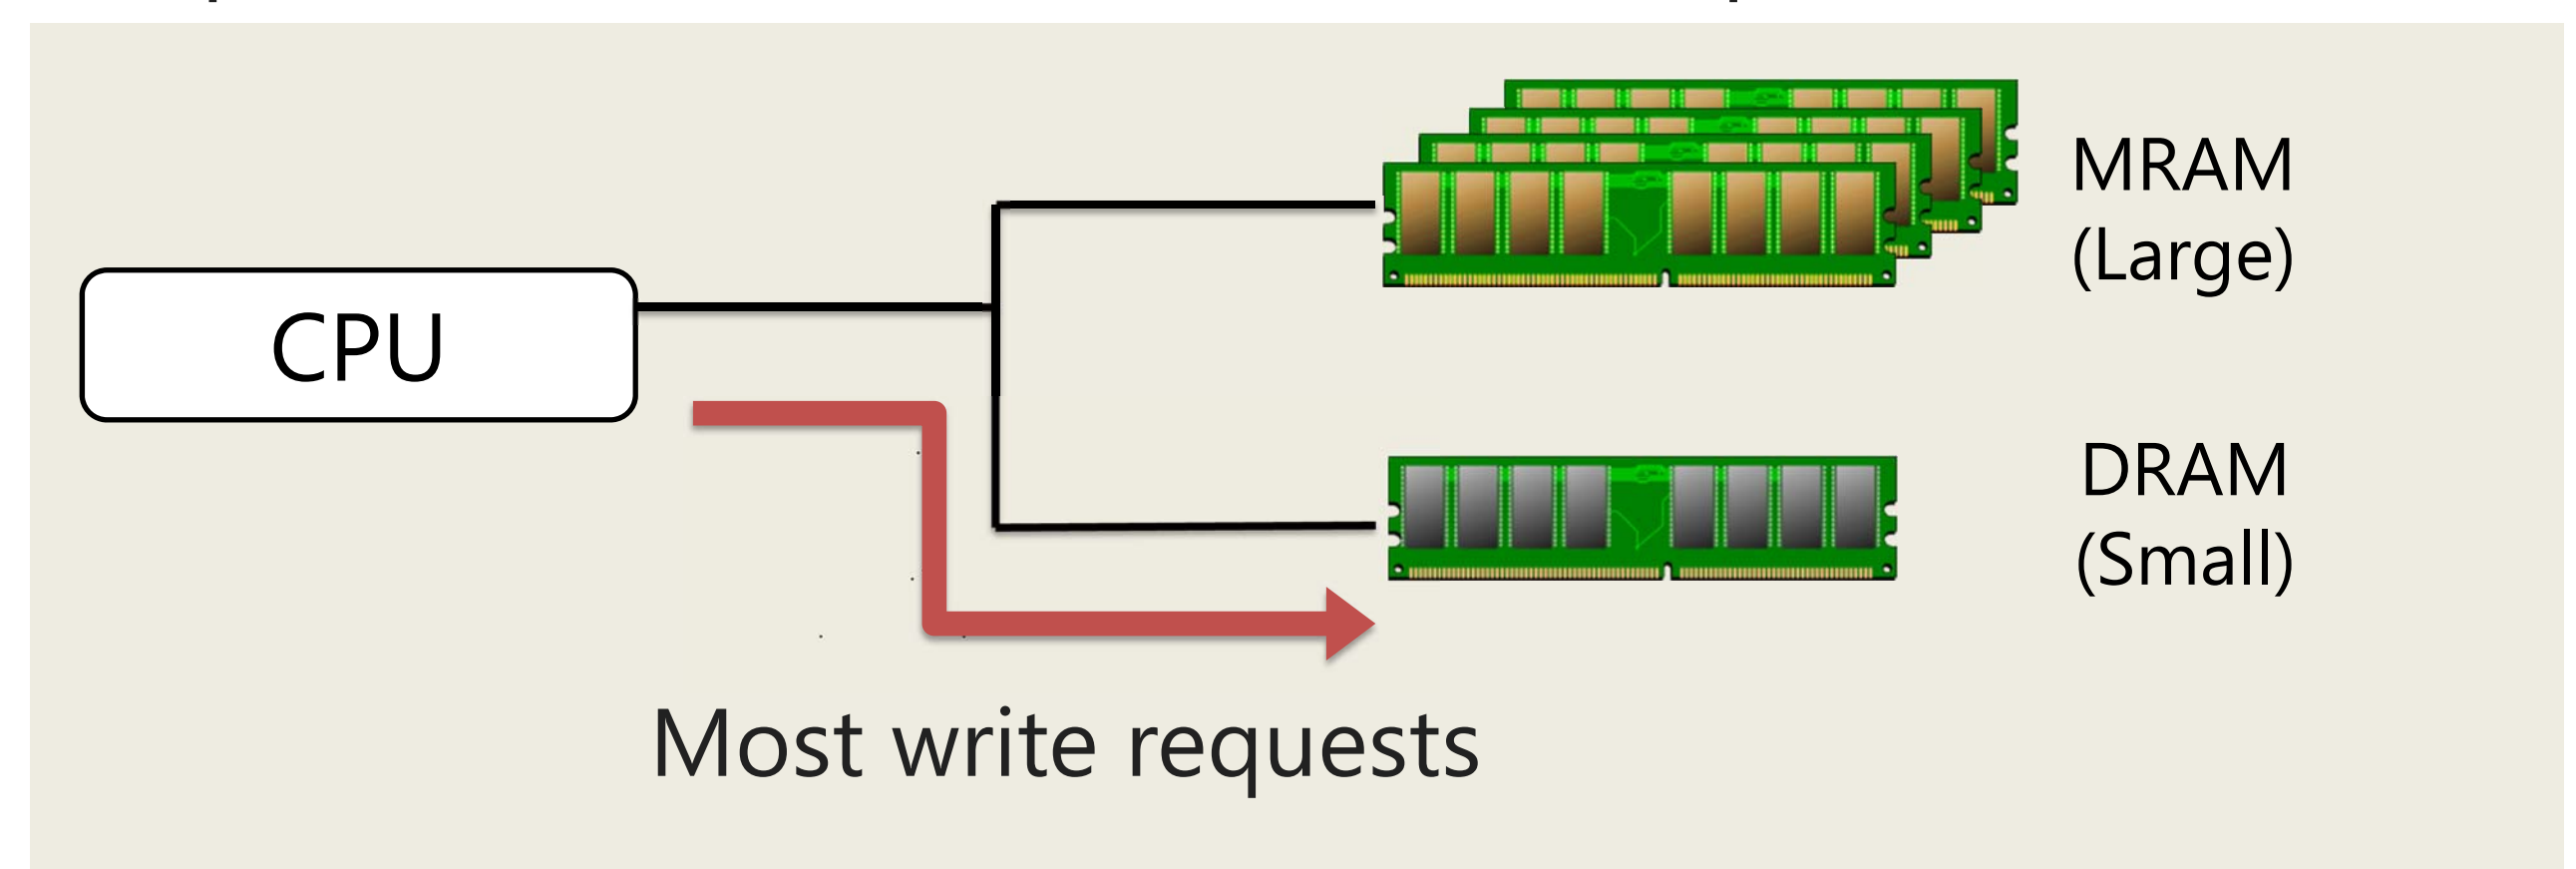 CPU
MRAM
(Large)
DRAM
(Small)
Most write requests